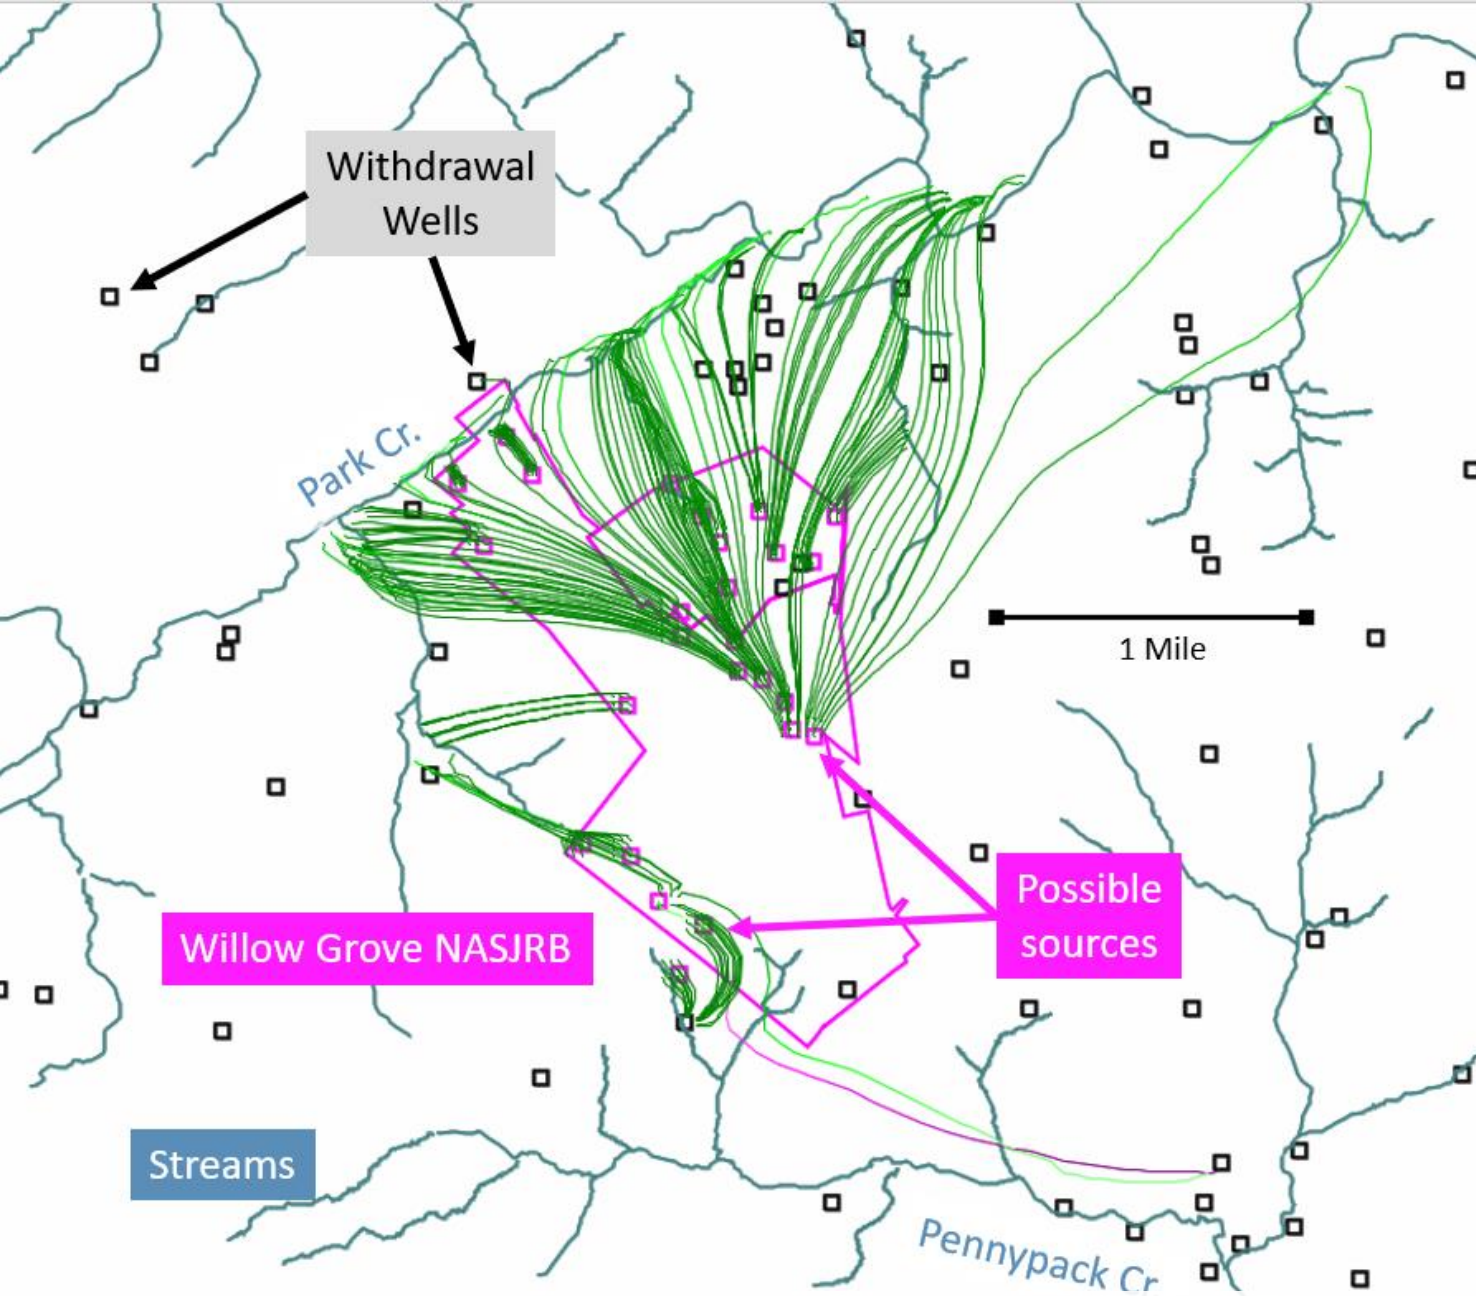 Withdrawal
Wells
Park Cr.
1 Mile
Possible
sources
Willow Grove NASJRB
Streams
Pennypack Cr